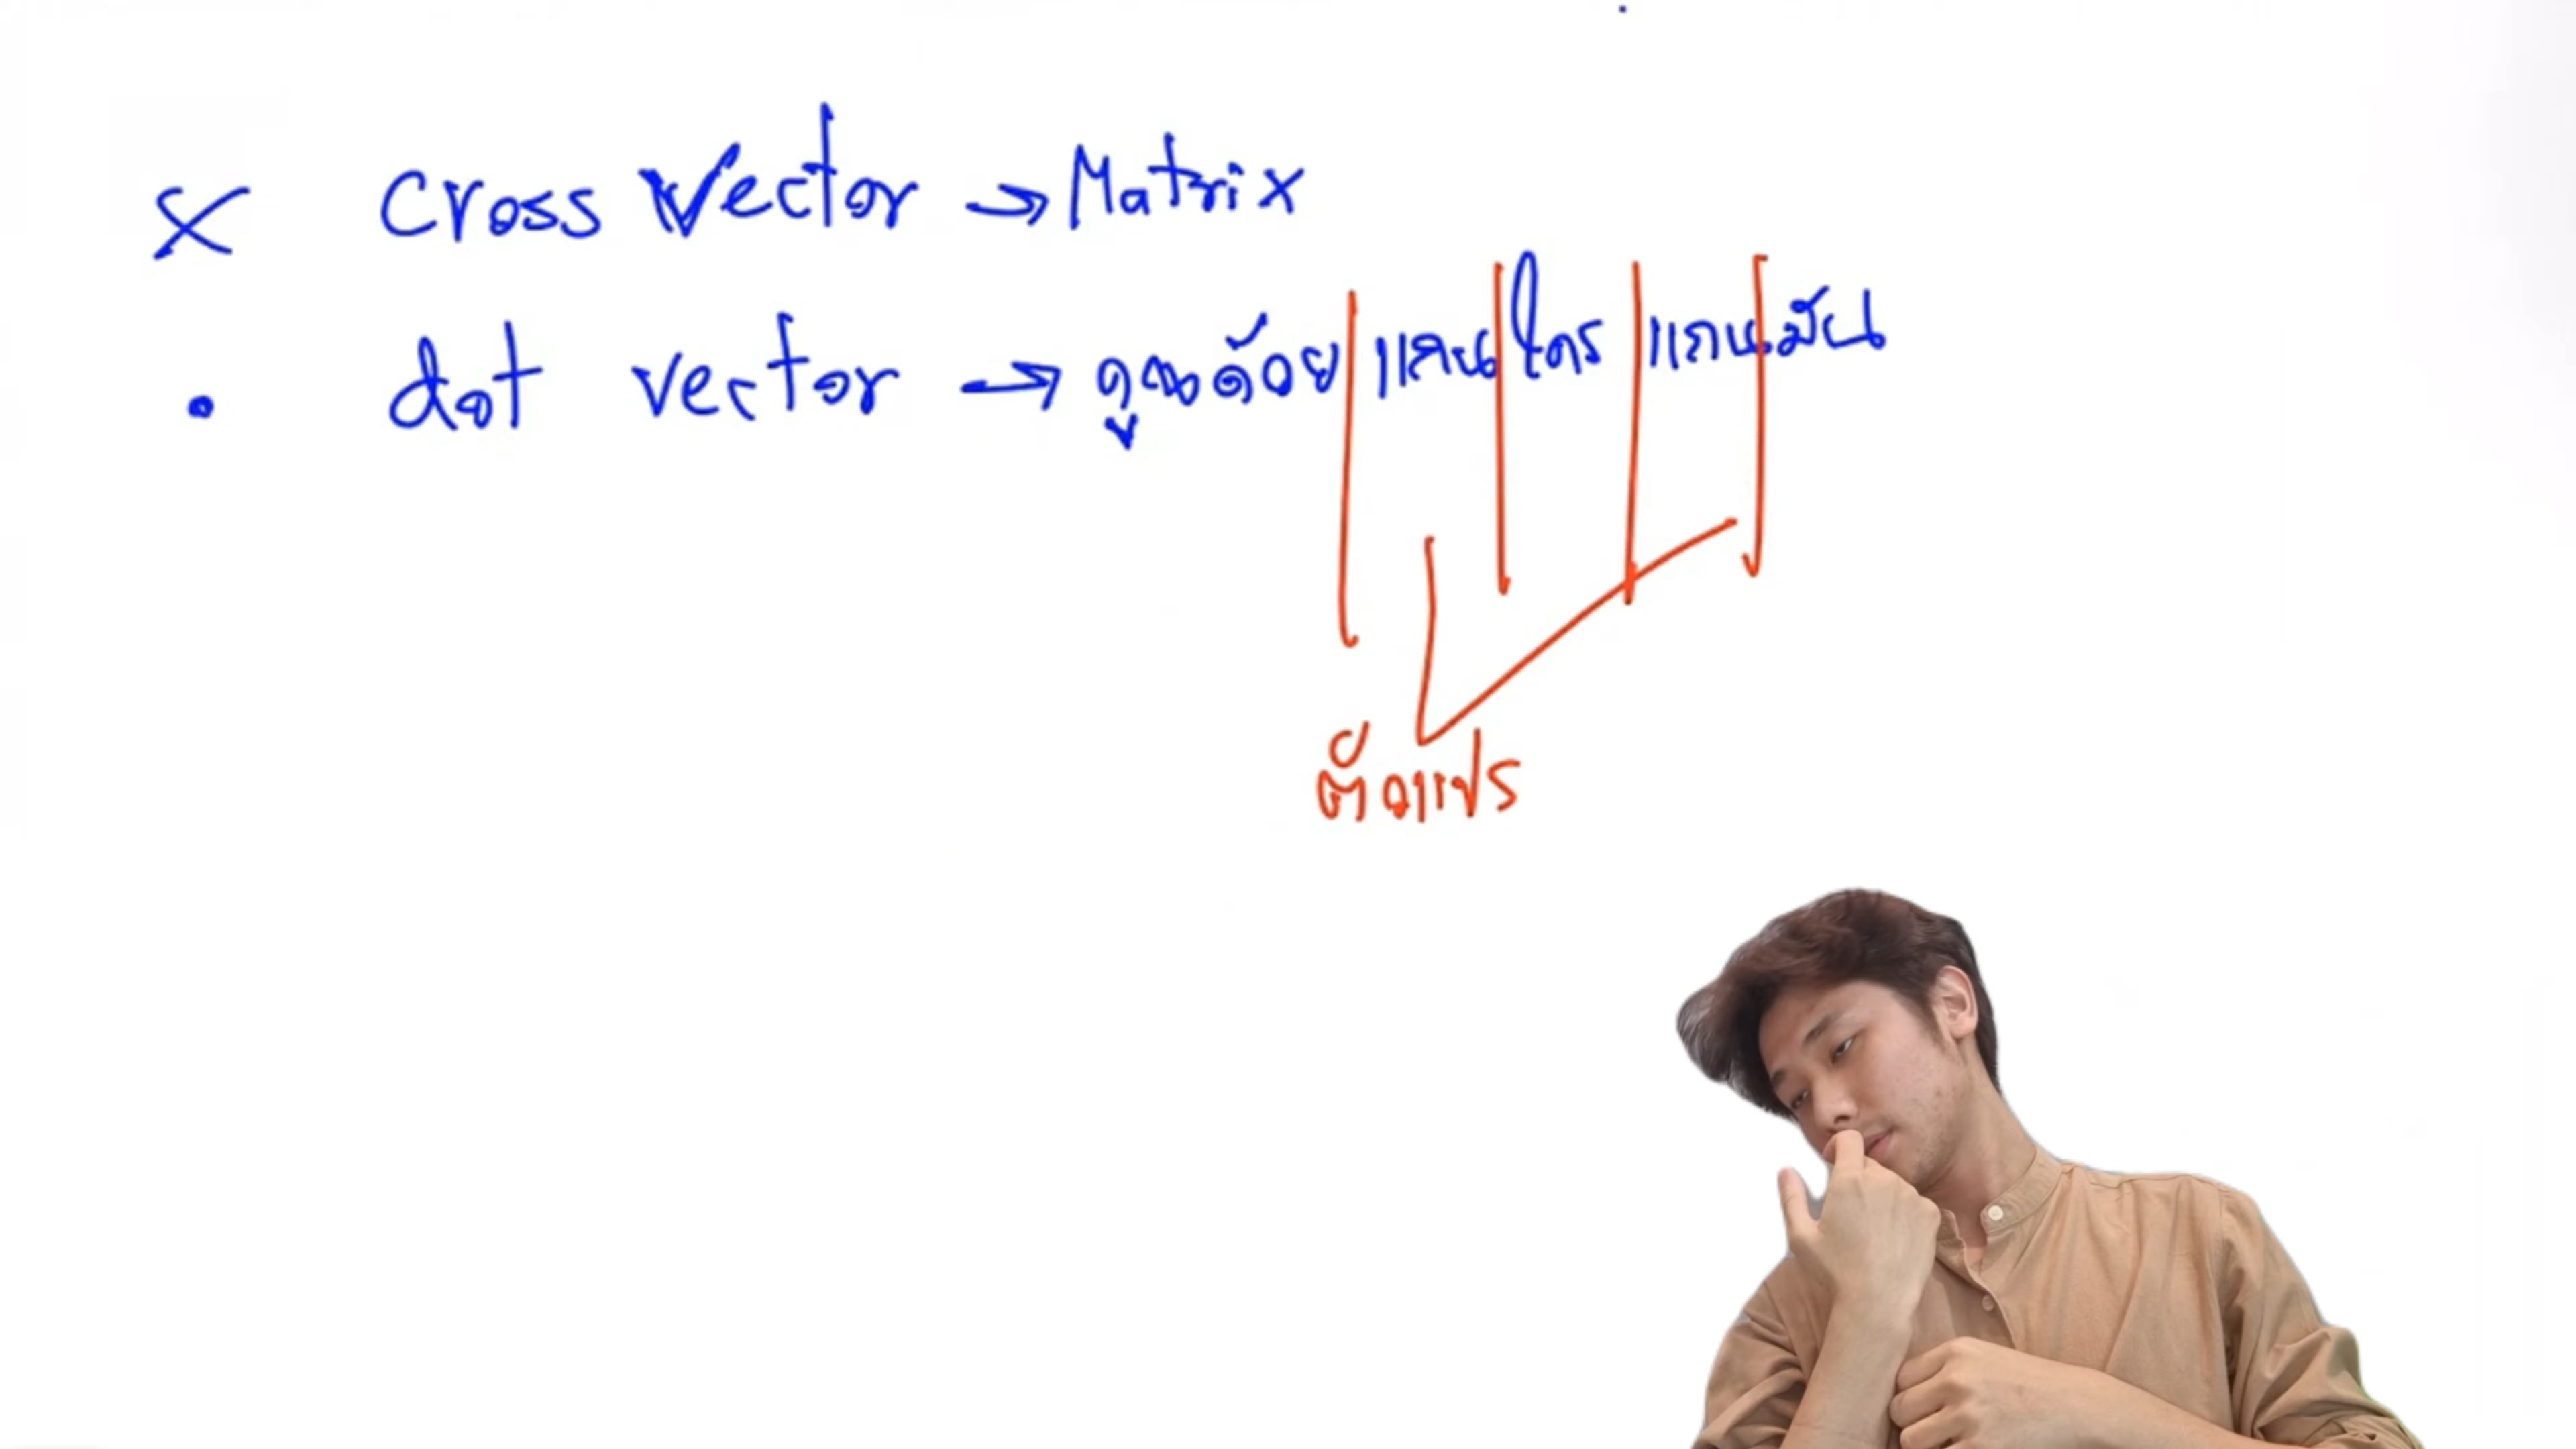 × Cross Vector → Matrix
• dot vector → คูณด้วย แกนใคร แกนมัน
ตัวแปร